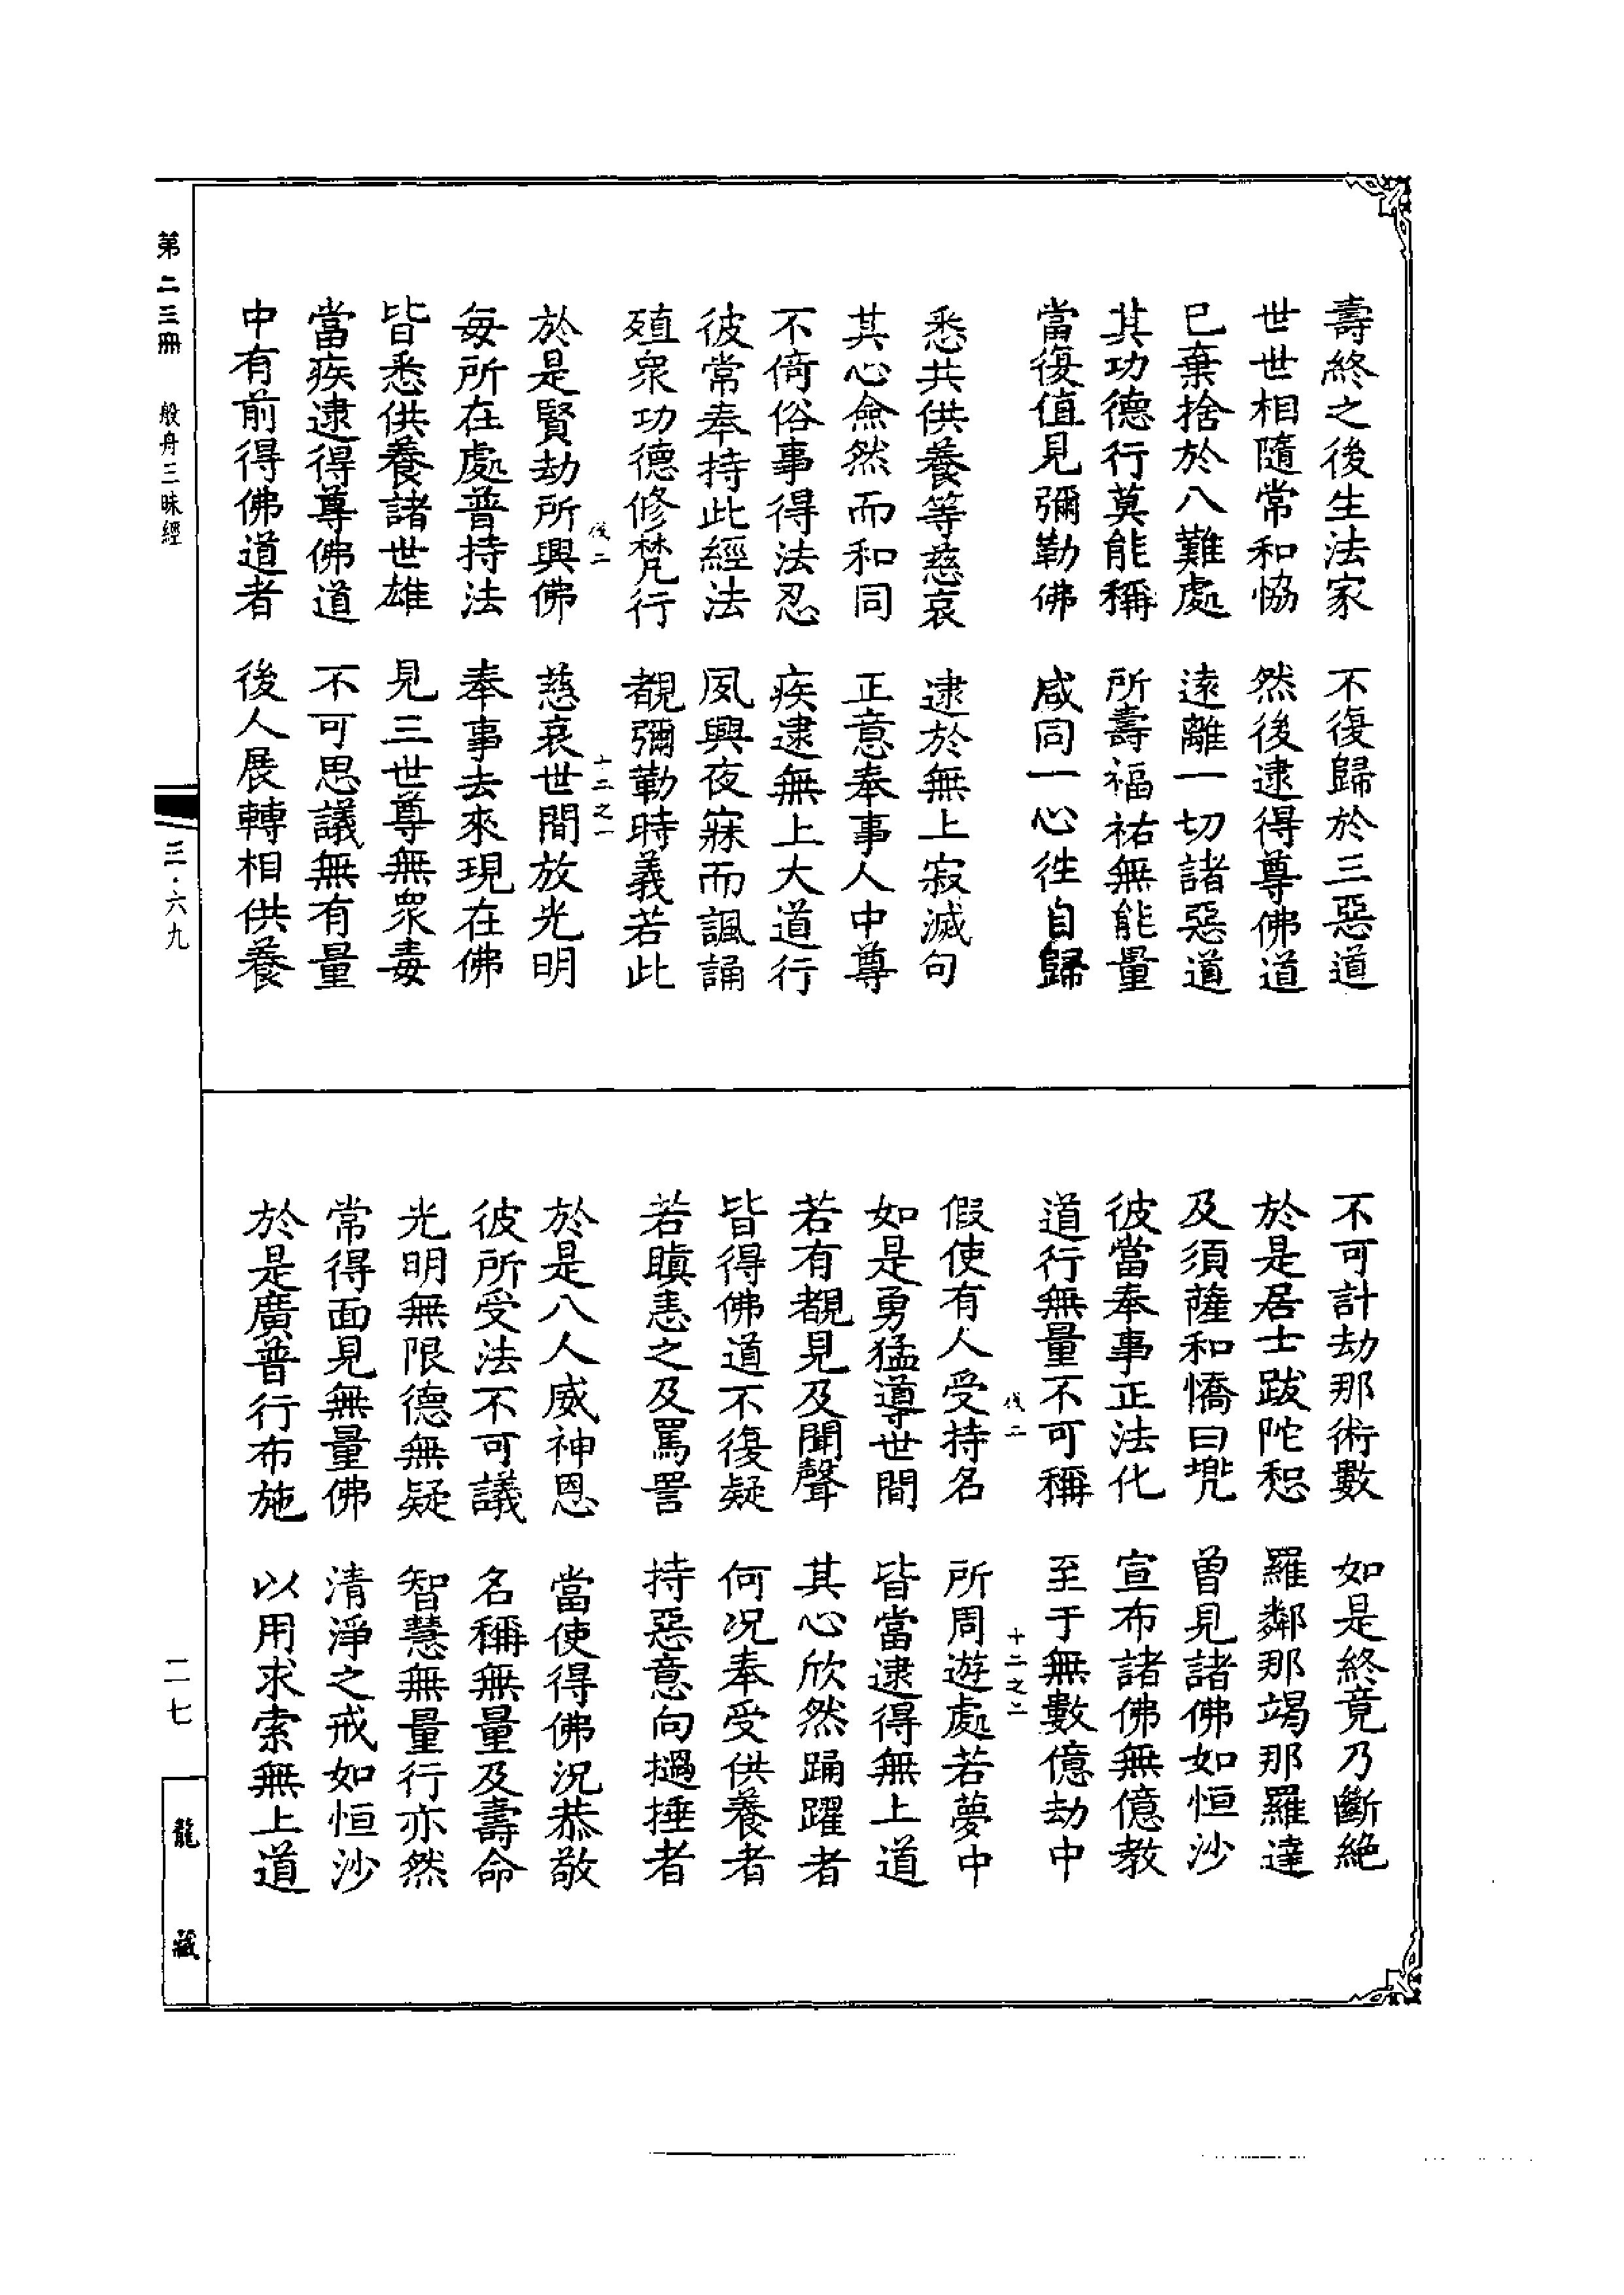 壽終之後生法家　不復歸於三惡道
世世相隨常和恊　然後逮得尊佛道
已棄捨於八難處　遠離一切諸惡道
其功德行莫能稱　所壽福祐無能量
當復值見彌勒佛　咸同一心徃自歸
悉共供養等慈哀　逮於無上寂滅句
其心僉然而和同　正意奉事人中尊
不倚俗事得法忍　疾逮無上大道行
彼常奉持此經法　夙興夜寐而諷誦
殖衆功德修梵行　覩彌勒時義若此
十二之一
於是賢劫所興佛　慈哀世間放光明
每所在處普持法　奉事去來現在佛
皆悉供養諸世雄　見三世尊無衆毒
當疾逮得尊佛道　不可思議無有量
中有前得佛道者　後人展轉相供養
不可計劫那術數　如是終竟乃斷絶
於是居士跋陀惒　羅鄰那竭那羅達
及須薩和憍曰兠　曾見諸佛如恒沙
彼當奉事正法化　宣布諸佛無億教
道行無量不可稱　至于無數億劫中
十二之二
假使有人受持名　所周遊處若夢中
如是勇猛導世間　皆當逮得無上道
若有覩見及聞聲　其心欣然踊躍者
皆得佛道不復疑　何况奉受供養者
若瞋恚之及罵詈　持惡意向撾捶者
於是八人威神恩　當使得佛況恭敬
彼所受法不可議　名稱無量及壽命
光明無限德無疑　智慧無量行亦然
常得面見無量佛　清淨之戒如恒沙
於是廣普行布施　以用求索無上道
第二三冊　般舟三昧經
三·六九
二七
龍藏